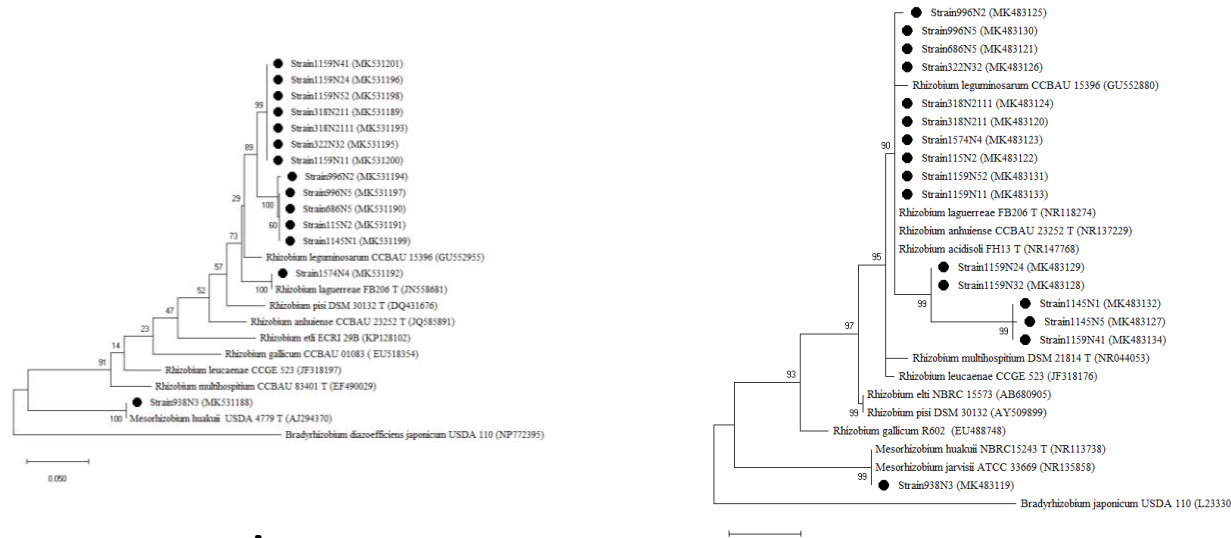 Strain1159N41 (MK531201)
Strain1159N24 (MK531196)
Strain1159N52 (MK531198)
Strain318N211 (MK531189)
Strain318N2111 (MK531193)
Strain322N32 (MK531195)
Strain1159N11 (MK531200)
Strain996N2 (MK531194)
Strain996N5 (MK531197)
Strain686N5 (MK531190)
Strain115N2 (MK531191)
Strain1145N1 (MK531199)
Rhizobium leguminosarum CCBAU 15396 (GU552955)
Strain1574N4 (MK531192)
Rhizobium laguerreae FB206 T (JN558681)
Rhizobium pisi DSM 30132 T (DQ431676)
Rhizobium anhuiense CCBAU 23252 T (JQ585891)
Rhizobium etli ECRI 29B (KP128102)
Rhizobium gallicum CCBAU 01083 ( EU518354)
Rhizobium leucaenae CCGE 523 (JF318197)
Rhizobium multihospitium CCBAU 83401 T (EF490029)
Strain938N3 (MK531188)
Mesorhizobium huakuii USDA 4779 T (AJ294370)
Bradyrhizobium diazoefficiens japonicum USDA 110 (NP772395)
99
89
100
60
29
73
100
57
52
47
23
14
91
100
0.050
Strain996N2 (MK483125)
Strain996N5 (MK483130)
Strain686N5 (MK483121)
Strain322N32 (MK483126)
Rhizobium leguminosarum CCBAU 15396 (GU552880)
Strain318N2111 (MK483124)
Strain318N211 (MK483120)
Strain1574N4 (MK483123)
Strain115N2 (MK483122)
Strain1159N52 (MK483131)
Strain1159N11 (MK483133)
Rhizobium laguerreae FB206 T (NR118274)
Rhizobium anhuiense CCBAU 23252 T (NR137229)
Rhizobium acidisoli FH13 T (NR147768)
Strain1159N24 (MK483129)
Strain1159N32 (MK483128)
Strain1145N1 (MK483132)
Strain1145N5 (MK483127)
Strain1159N41 (MK483134)
Rhizobium multihospitium DSM 21814 T (NR044053)
Rhizobium leucaenae CCGE 523 (JF318176)
Rhizobium elti NBRC 15573 (AB680905)
Rhizobium pisi DSM 30132 (AY509899)
Rhizobium gallicum R602 (EU488748)
Mesorhizobium huakuii NBRC15243 T (NR113738)
Mesorhizobium jarvisii ATCC 33669 (NR135858)
Strain938N3 (MK483119)
Bradyrhizobium japonicum USDA 110 (L23330
90
95
99
99
97
93
99
99